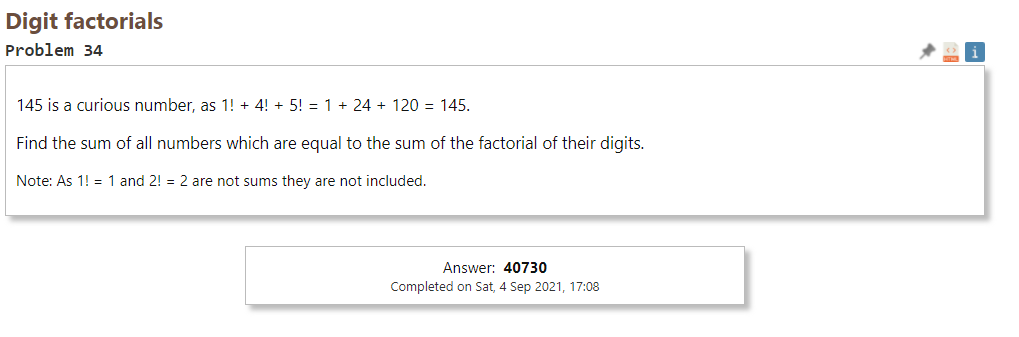 Digit factorials
Problem 34
HTML
i
145 is a curious number, as 1! + 4! + 5! = 1 + 24 + 120 = 145.
Find the sum of all numbers which are equal to the sum of the factorial of their digits.
Note: As 1! = 1 and 2! = 2 are not sums they are not included.
Answer: 40730
Completed on Sat, 4 Sep 2021, 17:08